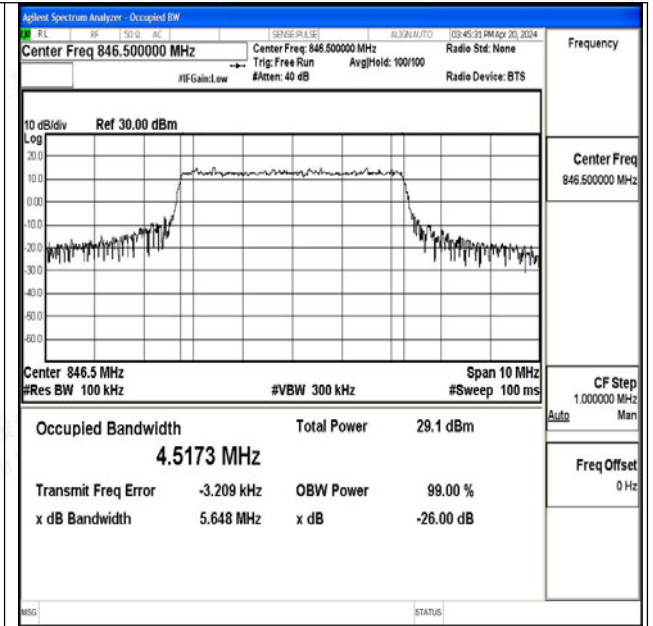 Agilent Spectrum Analyzer - Occupied BW
RL RF 50 Ω AC SENSE:PULSE ALIGN AUTO 03:45:31 PM Apr 20, 2024
Center Freq 846.500000 MHz
Center Freq: 846.500000 MHz Radio Std: None
Trig: Free Run Avg|Hold: 100/100
#IFGain:Low #Atten: 40 dB Radio Device: BTS
Frequency
10 dB/div Ref 30.00 dBm
Log
20.0
10.0
0.00
-10.0
-20.0
-30.0
-40.0
-50.0
-60.0
Center 846.5 MHz Span 10 MHz
#Res BW 100 kHz #VBW 300 kHz #Sweep 100 ms
Occupied Bandwidth Total Power 29.1 dBm
4.5173 MHz
Transmit Freq Error -3.209 kHz OBW Power 99.00 %
x dB Bandwidth 5.648 MHz x dB -26.00 dB
Center Freq
846.500000 MHz
CF Step
1.000000 MHz
Auto Man
Freq Offset
0 Hz
MSG STATUS